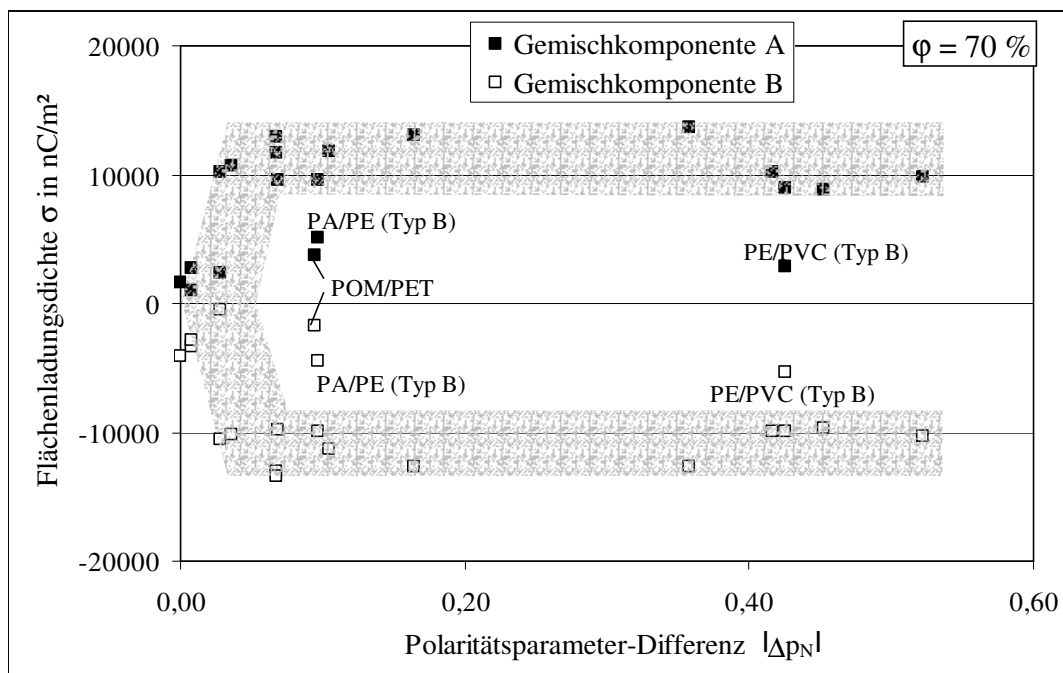 20000
10000
0
-10000
-20000
Flächenladungsdichte σ in nC/m²
Gemischkomponente A
Gemischkomponente B
φ = 70 %
PA/PE (Typ B)
PE/PVC (Typ B)
POM/PET
PA/PE (Typ B)
PE/PVC (Typ B)
0,00
0,20
0,40
0,60
Polaritätsparameter-Differenz |Δp_N|